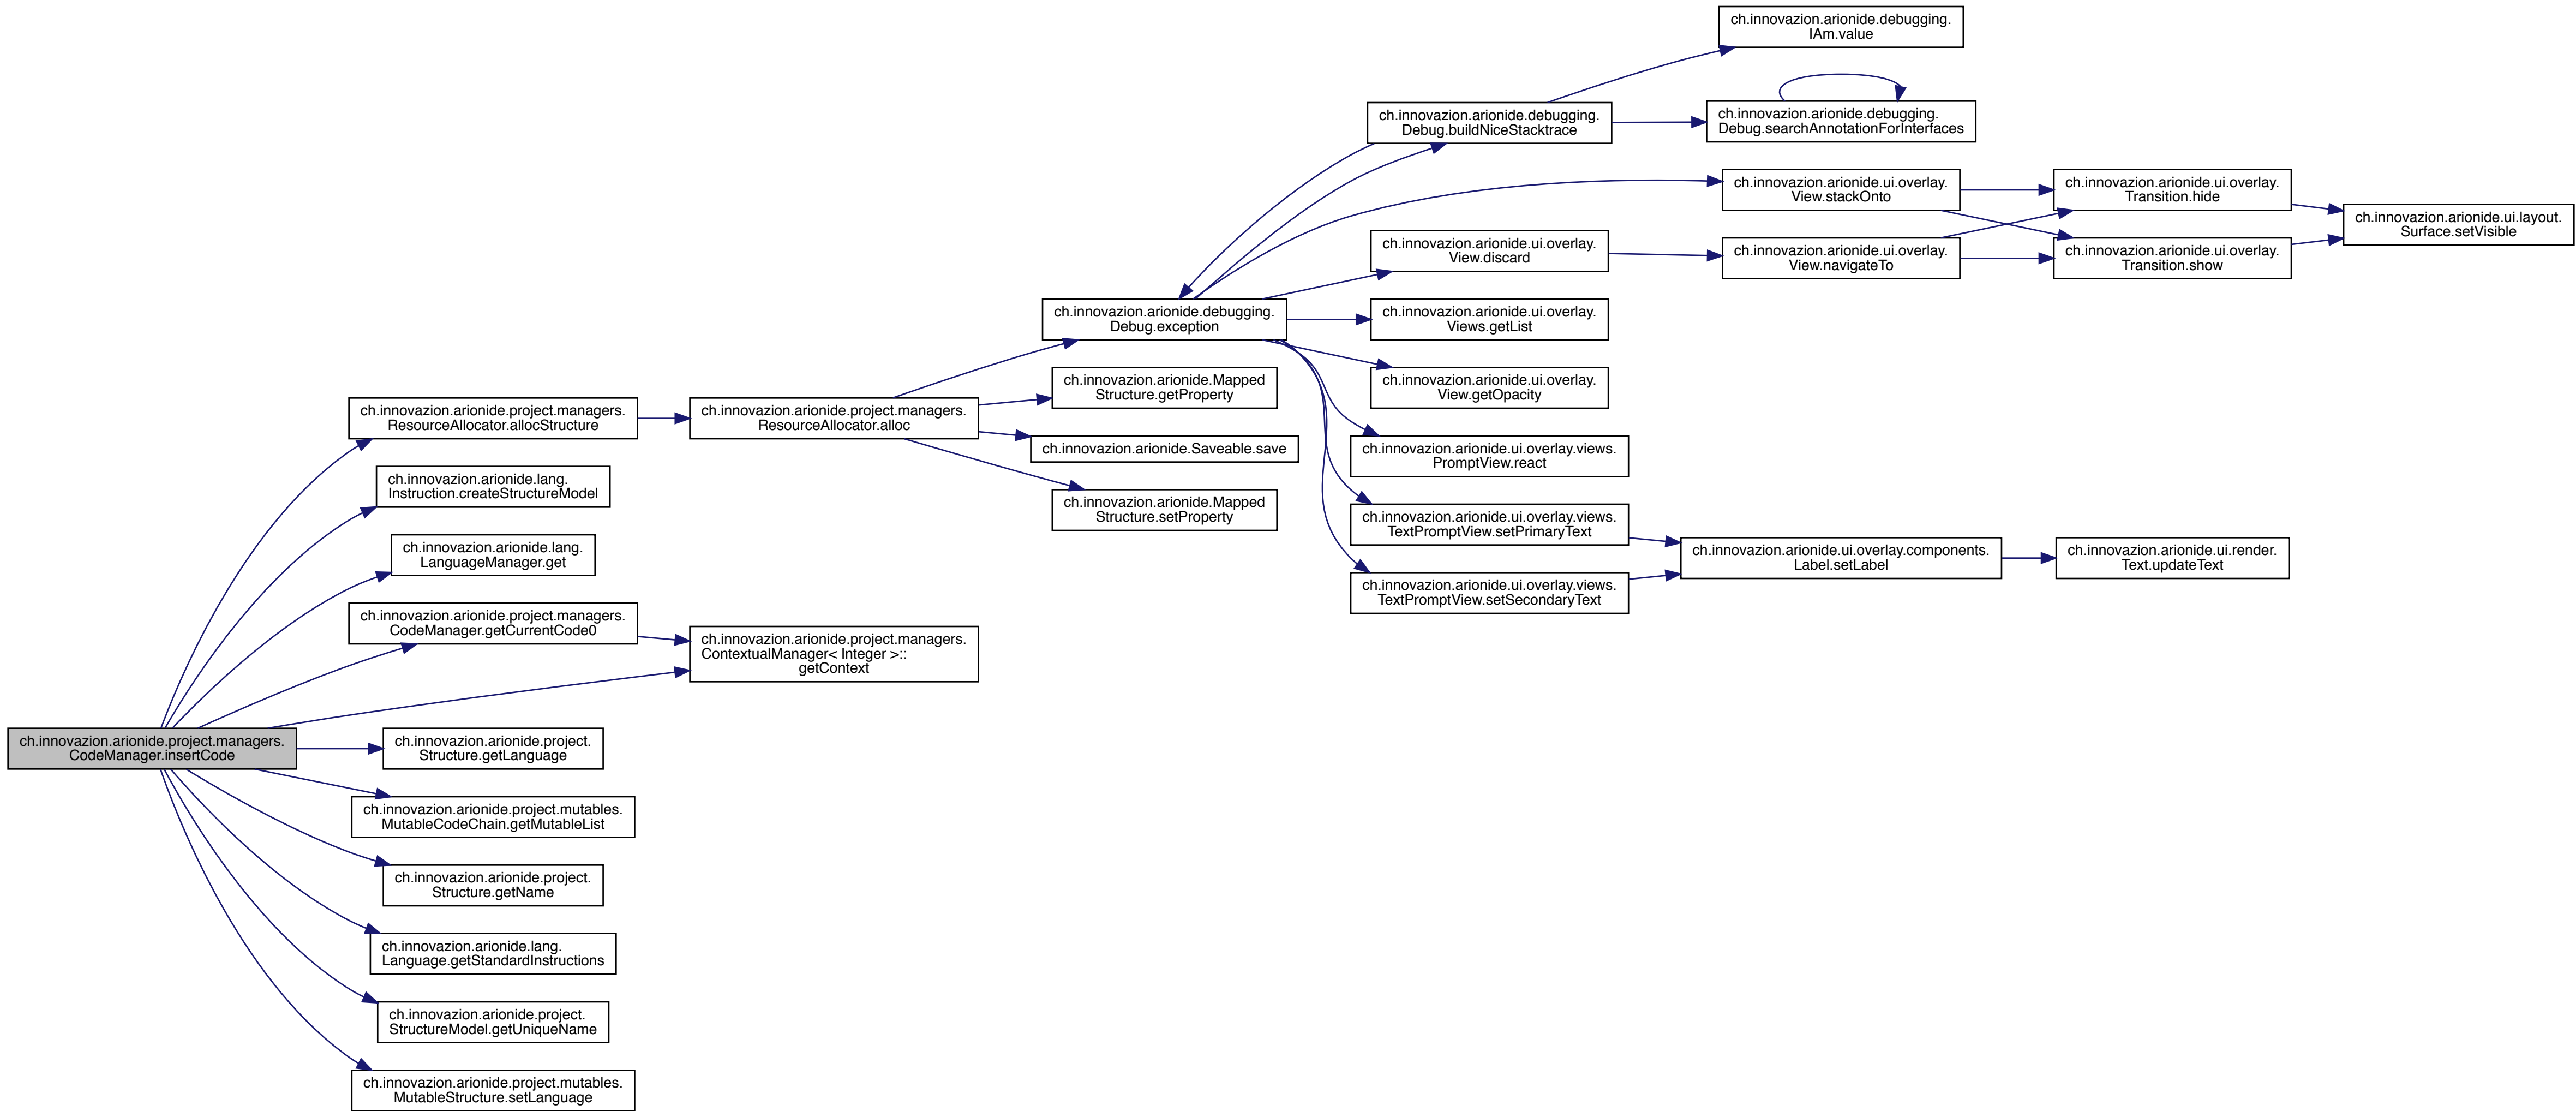 ch.innovazion.arionide.debugging.
IAm.value
ch.innovazion.arionide.debugging.
Debug.buildNiceStacktrace
ch.innovazion.arionide.debugging.
Debug.searchAnnotationForInterfaces
ch.innovazion.arionide.ui.overlay.
View.stackOnto
ch.innovazion.arionide.ui.overlay.
Transition.hide
ch.innovazion.arionide.ui.layout.
Surface.setVisible
ch.innovazion.arionide.ui.overlay.
View.discard
ch.innovazion.arionide.ui.overlay.
View.navigateTo
ch.innovazion.arionide.ui.overlay.
Transition.show
ch.innovazion.arionide.debugging.
Debug.exception
ch.innovazion.arionide.ui.overlay.
Views.getList
ch.innovazion.arionide.Mapped
Structure.getProperty
ch.innovazion.arionide.ui.overlay.
View.getOpacity
ch.innovazion.arionide.project.managers.
ResourceAllocator.allocStructure
ch.innovazion.arionide.project.managers.
ResourceAllocator.alloc
ch.innovazion.arionide.Saveable.save
ch.innovazion.arionide.ui.overlay.views.
PromptView.react
ch.innovazion.arionide.lang.
Instruction.createStructureModel
ch.innovazion.arionide.Mapped
Structure.setProperty
ch.innovazion.arionide.ui.overlay.views.
TextPromptView.setPrimaryText
ch.innovazion.arionide.lang.
LanguageManager.get
ch.innovazion.arionide.ui.overlay.components.
Label.setLabel
ch.innovazion.arionide.ui.render.
Text.updateText
ch.innovazion.arionide.ui.overlay.views.
TextPromptView.setSecondaryText
ch.innovazion.arionide.project.managers.
CodeManager.getCurrentCode0
ch.innovazion.arionide.project.managers.
ContextualManager< Integer >::
getContext
ch.innovazion.arionide.project.managers.
CodeManager.insertCode
ch.innovazion.arionide.project.
Structure.getLanguage
ch.innovazion.arionide.project.mutables.
MutableCodeChain.getMutableList
ch.innovazion.arionide.project.
Structure.getName
ch.innovazion.arionide.lang.
Language.getStandardInstructions
ch.innovazion.arionide.project.
StructureModel.getUniqueName
ch.innovazion.arionide.project.mutables.
MutableStructure.setLanguage